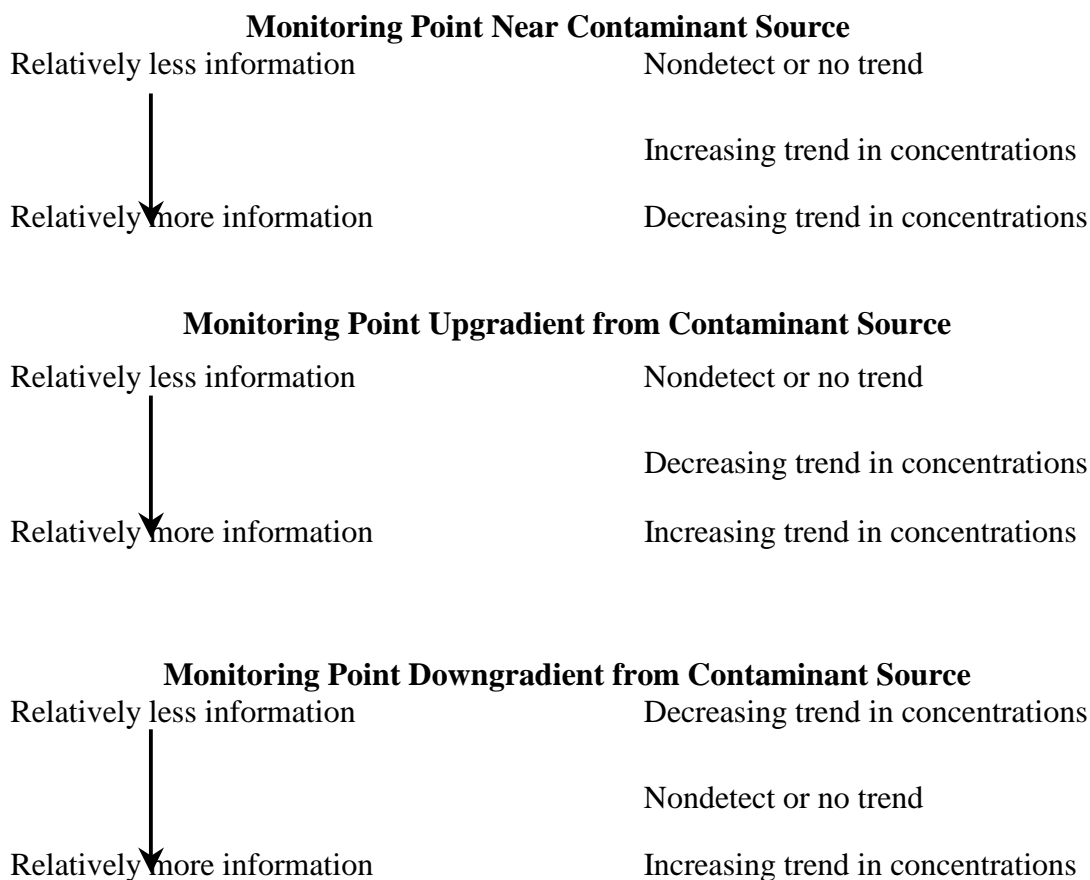 Monitoring Point Near Contaminant Source
Relatively less information Nondetect or no trend
Increasing trend in concentrations
Relatively more information Decreasing trend in concentrations
Monitoring Point Upgradient from Contaminant Source
Relatively less information Nondetect or no trend
Decreasing trend in concentrations
Relatively more information Increasing trend in concentrations
Monitoring Point Downgradient from Contaminant Source
Relatively less information Decreasing trend in concentrations
Nondetect or no trend
Relatively more information Increasing trend in concentrations